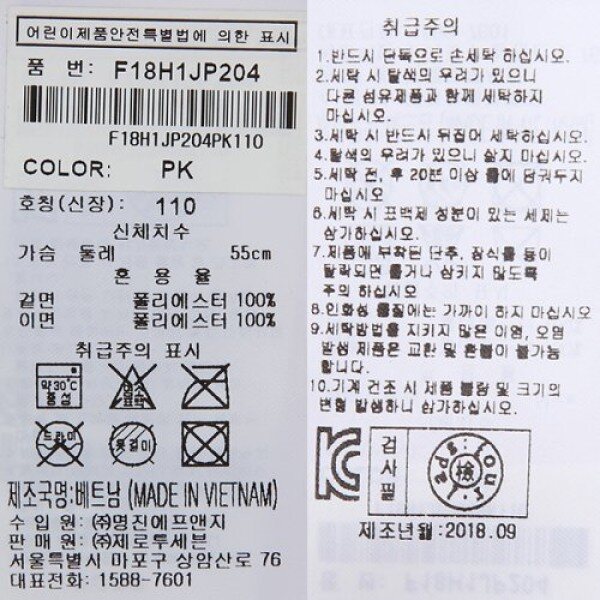 어린이제품안전특별법에 의한 표시
품 번: F18H1JP204
F18H1JP204PK110
COLOR: PK
호칭(신장): 110
신체치수
가슴 둘레 55cm
혼 용 율
겉면 폴리에스터 100%
이면 폴리에스터 100%
취급주의 표시
약30℃
중성
염소
표백
드라이
옷걸이
제조국명:베트남 (MADE IN VIETNAM)
수 입 원: (주)명진에프앤지
판 매 원: (주)제로투세븐
서울특별시 마포구 상암산로 76
대표전화: 1588-7601
취급주의
1.반드시 단독으로 손세탁 하십시오.
2.세탁 시 탈색의 우려가 있으니
다른 섬유제품과 함께 세탁하지
마십시오.
3.세탁 시 반드시 뒤집어 세탁하십시오.
4.탈색의 우려가 있으니 삶지 마십시오.
5.세탁 전, 후 20분 이상 물에 담궈두지
마십시오
6.세탁 시 표백제 성분이 있는 세제는
삼가하십시오.
7.제품에 부착된 단추, 장식물 등이
탈락되면 물거나 삼키지 않도록
주의 하십시오
8.인화성 물질에는 가까이 하지 마십시오
9.세탁방법을 지키지 않은 이염, 오염
발생 제품은 교환 및 환불이 불가능
합니다.
10.기계 건조 시 제품 불량 및 크기의
변형 발생하니 삼가하십시오.
검사필
檢
제조년월:2018.09
F18H1JP204